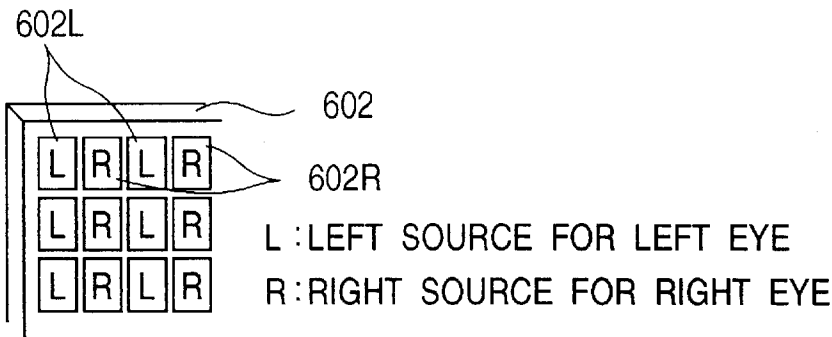 602L
602
L R L R
602R
L R L R
L : LEFT SOURCE FOR LEFT EYE
L R L R
R : RIGHT SOURCE FOR RIGHT EYE